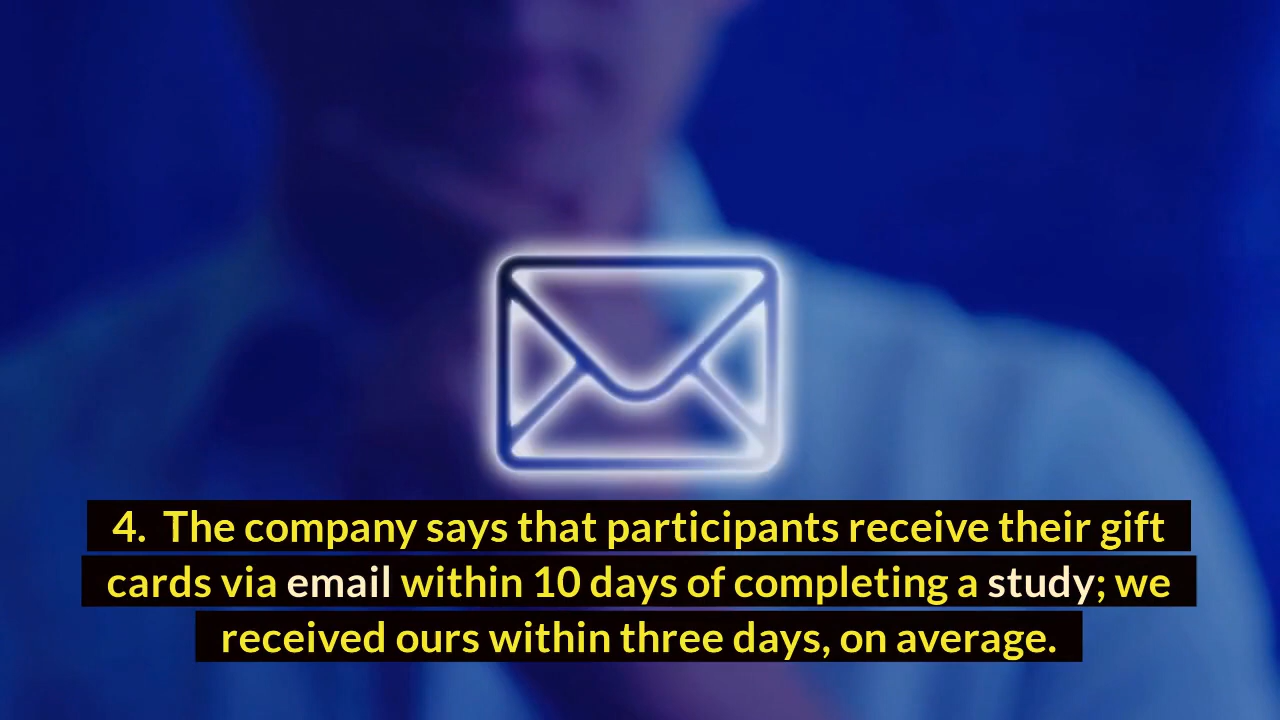 4. The company says that participants receive their gift
cards via email within 10 days of completing a study; we
received ours within three days, on average.